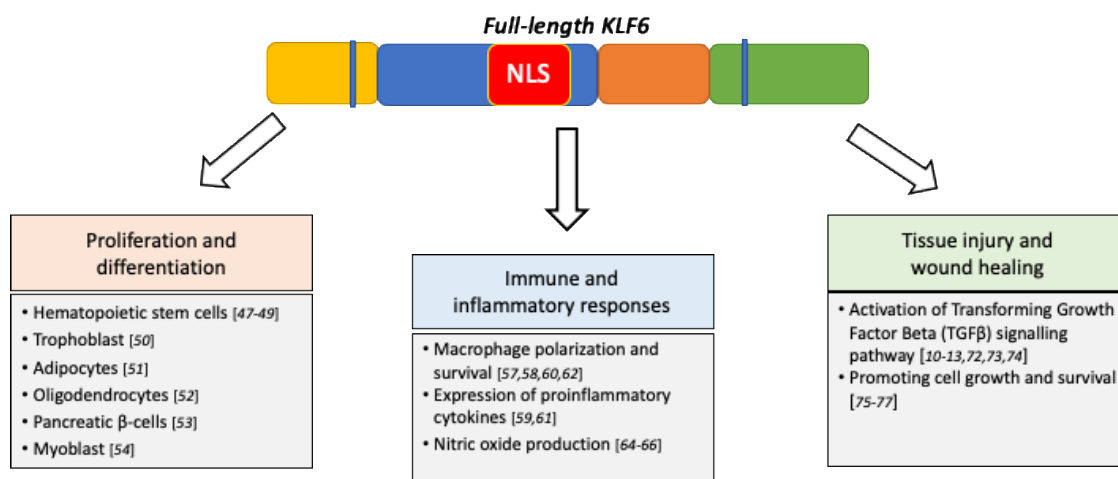 Full-length KLF6
NLS
Proliferation and
differentiation
• Hematopoietic stem cells [47-49]
• Trophoblast [50]
• Adipocytes [51]
• Oligodendrocytes [52]
• Pancreatic β-cells [53]
• Myoblast [54]
Immune and
inflammatory responses
• Macrophage polarization and
survival [57,58,60,62]
• Expression of proinflammatory
cytokines [59,61]
• Nitric oxide production [64-66]
Tissue injury and
wound healing
• Activation of Transforming Growth
Factor Beta (TGFβ) signalling
pathway [10-13,72,73,74]
• Promoting cell growth and survival
[75-77]